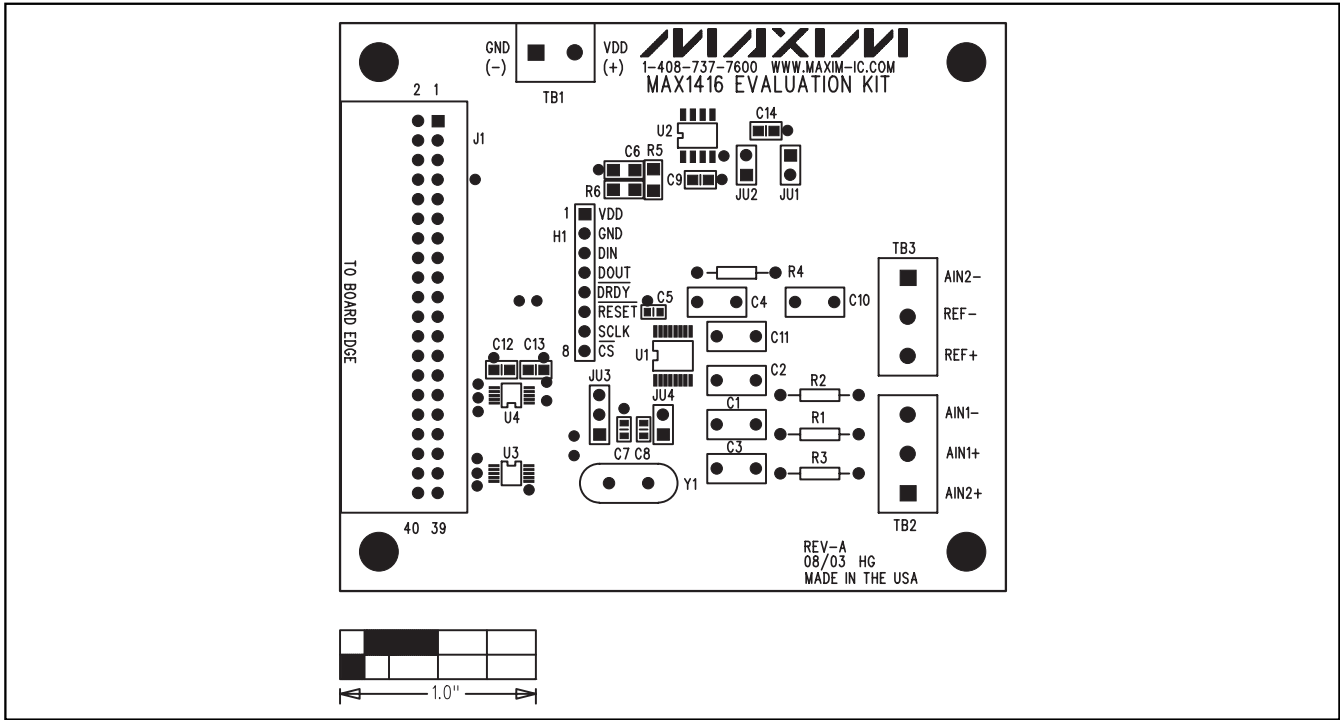 GND VDD
(-) (+)
TB1
MAXIM
1-408-737-7600 WWW.MAXIM-IC.COM
MAX1416 EVALUATION KIT
2 1
J1
U2
C14
C6 R5
C9
R6
JU2 JU1
1 VDD
H1 GND
DIN
DOUT
DRDY
RESET
SCLK
8 CS
TO BOARD EDGE
R4
C5
C4
C10
C11
U1
C2
TB3
AIN2-
REF-
REF+
C12 C13
U4
JU3
JU4
C1
R2
R1
C3
R3
AIN1-
AIN1+
AIN2+
TB2
U3
C7 C8
Y1
40 39
REV-A
08/03 HG
MADE IN THE USA
1.0"